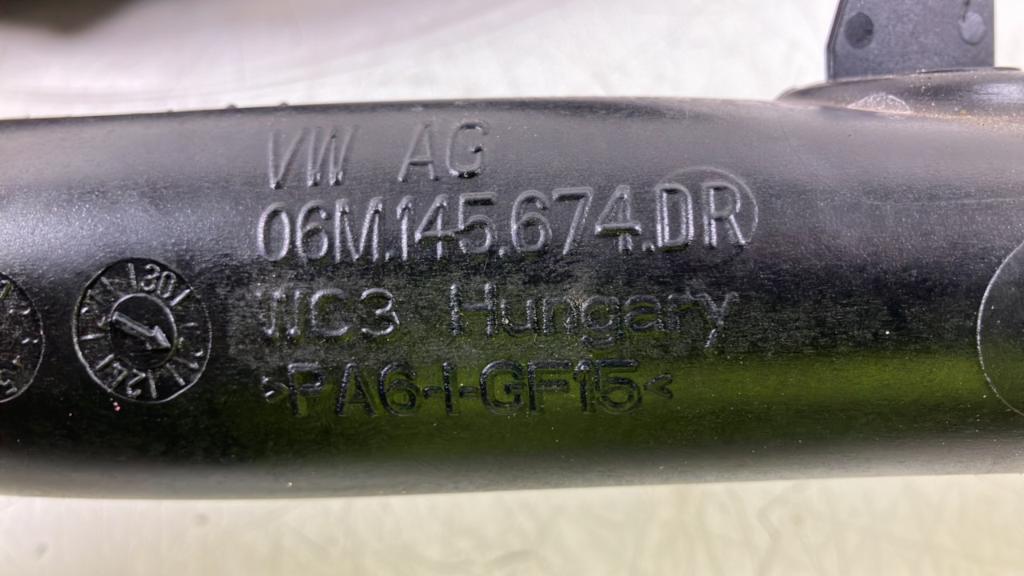 VW AG
06M.145.674.DR
WC3 Hungary
>PA6-I-GF15<